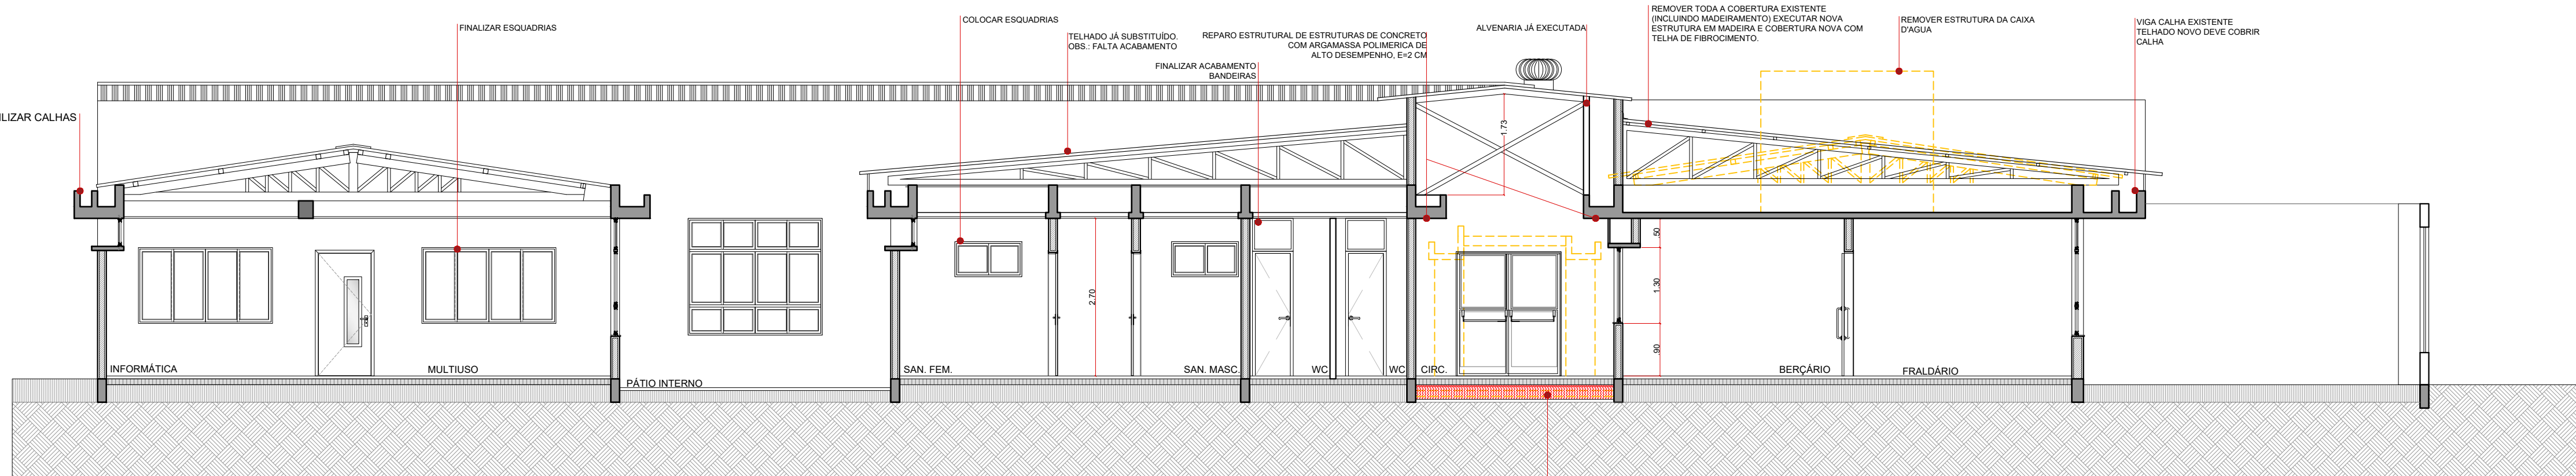 FINALIZAR ESQUADRIAS
COLOCAR ESQUADRIAS
TELHADO JÁ SUBSTITUÍDO.
OBS.: FALTA ACABAMENTO
REPARO ESTRUTURAL DE ESTRUTURAS DE CONCRETO
COM ARGAMASSA POLIMERICA DE
ALTO DESEMPENHO, E=2 CM
FINALIZAR ACABAMENTO
BANDEIRAS
ALVENARIA JÁ EXECUTADA
REMOVER TODA A COBERTURA EXISTENTE
(INCLUINDO MADEIRAMENTO) EXECUTAR NOVA
ESTRUTURA EM MADEIRA E COBERTURA NOVA COM
TELHA DE FIBROCIMENTO.
REMOVER ESTRUTURA DA CAIXA
D'AGUA
VIGA CALHA EXISTENTE
TELHADO NOVO DEVE COBRIR
CALHA
LIZAR CALHAS
1.73
2.70
.50
1.30
.90
INFORMÁTICA
MULTIUSO
PÁTIO INTERNO
SAN. FEM.
SAN. MASC.
WC
WC
CIRC.
BERÇÁRIO
FRALDÁRIO